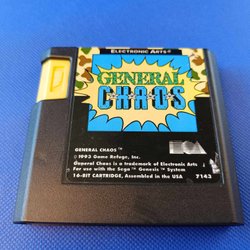 ELECTRONIC ARTS®
GENERAL
CHAOS
EA
GENERAL CHAOS™
© 1993 Game Refuge, Inc.
General Chaos is a trademark of Electronic Arts
For use with the Sega™ Genesis™ System
16-BIT CARTRIDGE, Assembled in the USA 7143